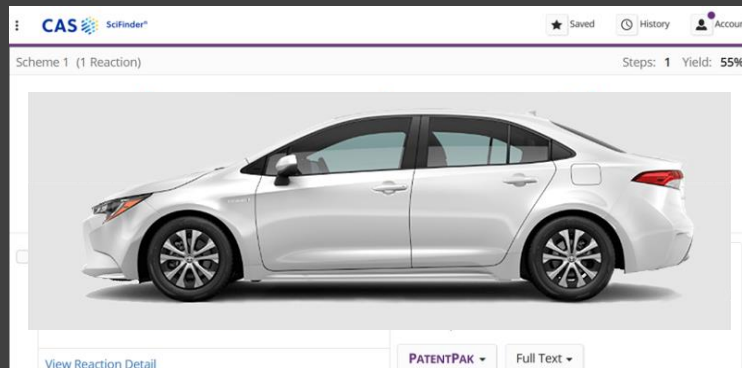 CAS SciFinder®
Saved
History
Accoun
Scheme 1 (1 Reaction)
Steps: 1 Yield: 55%
View Reaction Detail
PATENTPAK
Full Text